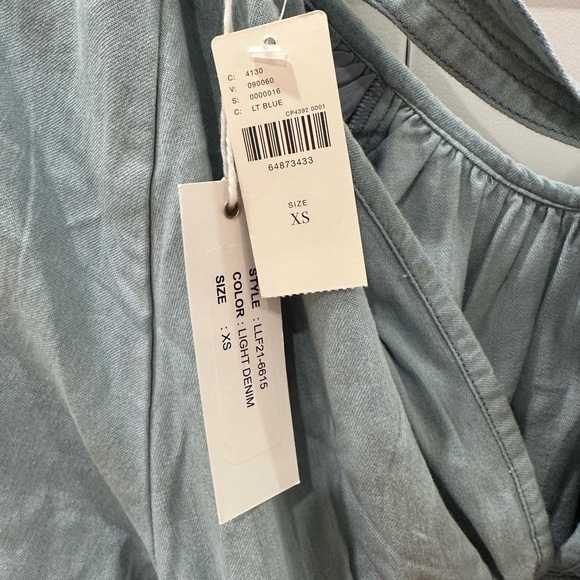 C: 4130
V: 090060
S: 0000016
C: LT BLUE
CP4392 0001
64873433
SIZE
XS
STYLE : LLF21-6615
COLOR : LIGHT DENIM
SIZE : XS